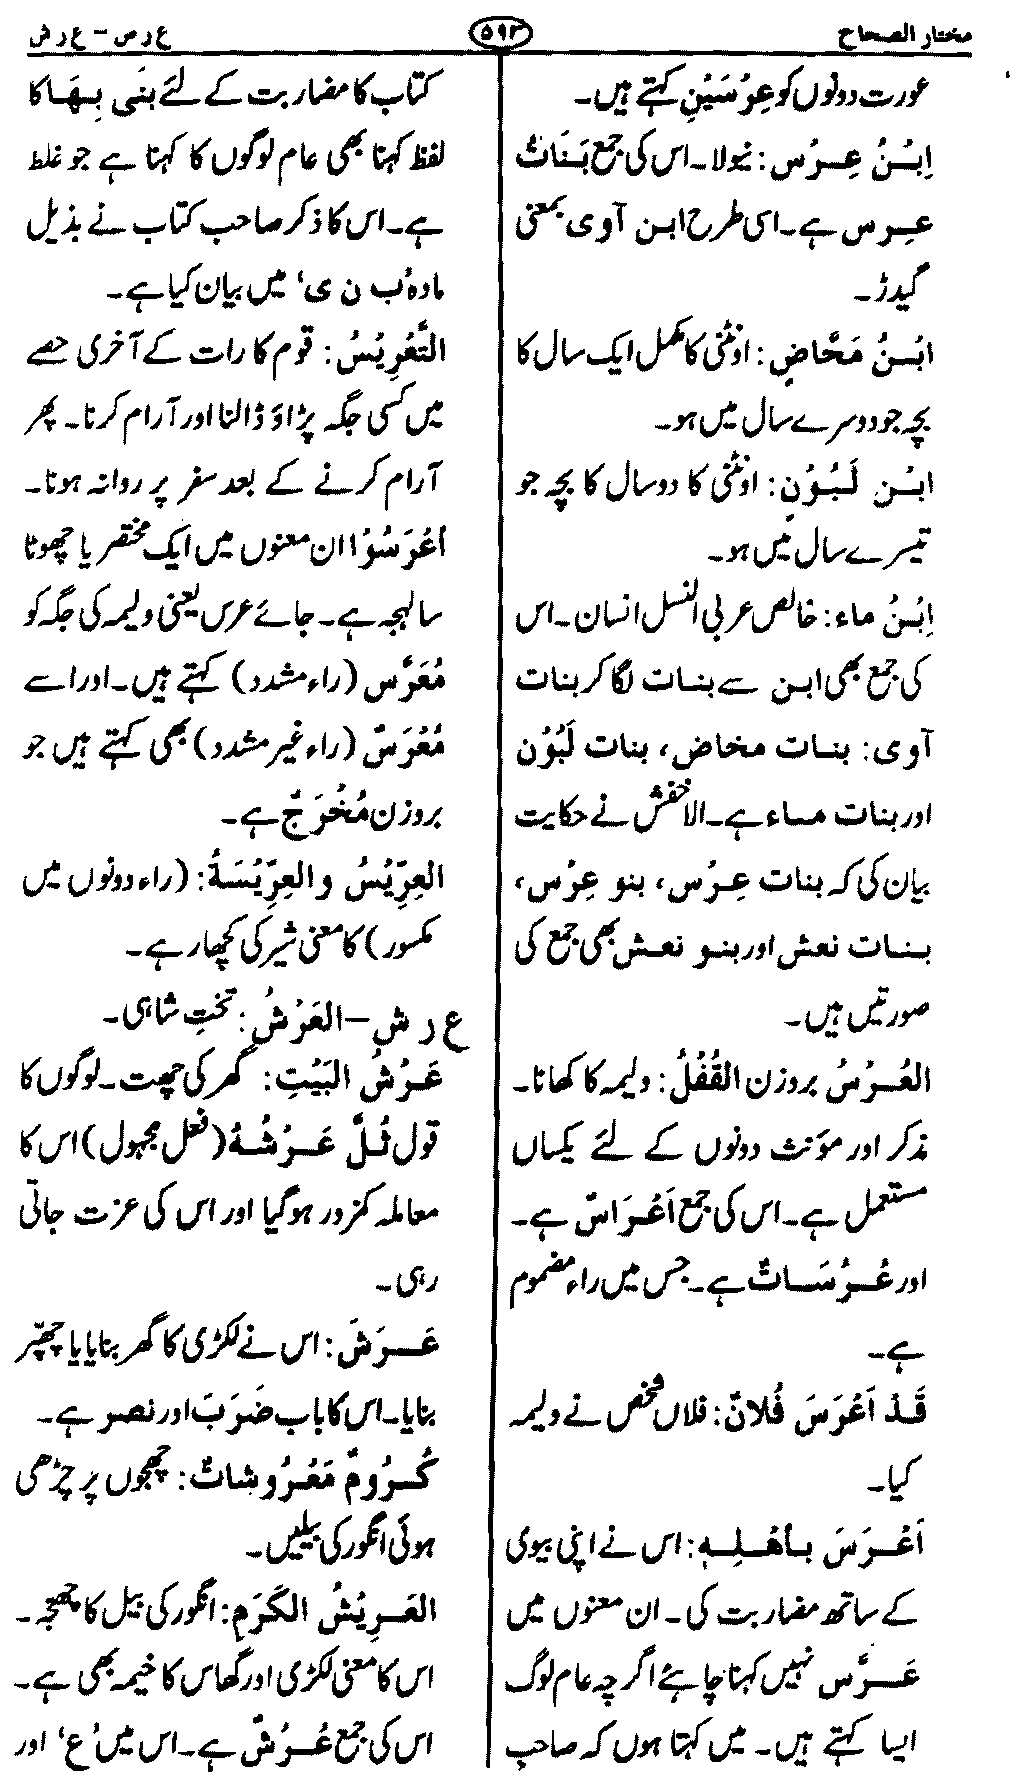 مختار الصحاح
۵۹۳
ع ر ص – ع ر ش
عورت دونوں کو عِرْسَیْنِ کہتے ہیں۔
اِبْنُ عِرْس: نیولا۔ اس کی جمع بَنَاتُ
عرس ہے۔ اسی طرح ابن آوی بمعنی
گیدڑ۔
ابْنُ مَخَاضٍ: اونٹنی کا مکمل ایک سال کا
بچہ جو دوسرے سال میں ہو۔
ابْن لَبُوْنٍ: اونٹنی کا دو سال کا بچہ جو
تیسرے سال میں ہو۔
اِبْنُ ماء: خالص عربی النسل انسان۔ اس
کی جمع بھی ابن سے بنات لگا کر بنات
آوی: بنات مخاض، بنات لَبُوْن
اور بنات ماء ہے۔ الاخفش نے حکایت
بیان کی کہ بنات عِرْس، بنو عِرْس،
بنات نعش اور بنو نعش بھی جمع کی
صورتیں ہیں۔
العُرْسُ بروزن القُفْلُ: ولیمہ کا کھانا۔
مذکر اور مؤنث دونوں کے لئے یکساں
مستعمل ہے۔ اس کی جمع اَعْرَاسٌ ہے۔
اور عُرُسَاتٌ ہے۔ جس میں راء مضموم
ہے۔
قَدْ اَعْرَسَ فُلانٌ: فلاں شخص نے ولیمہ
کیا۔
اَعْرَسَ بأهْلِهِ: اس نے اپنی بیوی
کے ساتھ مضاربت کی۔ ان معنوں میں
عَرَّس نہیں کہنا چاہئے اگرچہ عام لوگ
ایسا کہتے ہیں۔ میں کہتا ہوں کہ صاحب
کتاب کا مضاربت کے لئے بنَی بِهَا کا
لفظ کہنا بھی عام لوگوں کا کہنا ہے جو غلط
ہے۔ اس کا ذکر صاحب کتاب نے بذیل
مادہ 'ب ن ی' میں بیان کیا ہے۔
التَّعْرِیْسُ: قوم کا رات کے آخری حصے
میں کسی جگہ پڑاؤ ڈالنا اور آرام کرنا۔ پھر
آرام کرنے کے بعد سفر پر روانہ ہونا۔
أعْرَسُوْا ان معنوں میں ایک مختصر یا چھوٹا
سا لہجہ ہے۔ جائے عرس یعنی ولیمہ کی جگہ کو
مُعَرَّس (راء مشدد) کہتے ہیں۔ اور اسے
مُعْرَسٌ (راء غیر مشدد) بھی کہتے ہیں جو
بروزن مُخْرَجٌ ہے۔
العِرِّیْسُ و العِرِّیْسَةُ: (راء دونوں میں
مکسور) کا معنی شیر کی کچھار ہے۔
ع ر ش – العَرْشُ: تختِ شاہی۔
عَرْشُ البَیْتِ: گھر کی چھت۔ لوگوں کا
قول ثُلَّ عَرْشُهُ (فعل مجہول) اس کا
معاملہ کمزور ہو گیا اور اس کی عزت جاتی
رہی۔
عَرَشَ: اس نے لکڑی کا گھر بنایا یا چھپّر
بنایا۔ اس کا باب ضَرَبَ اور نصر ہے۔
کُرُومٌ مَعْرُوشاتٌ: چھجوں پر چڑھی
ہوئی انگور کی بیلیں۔
العَرِیْشُ الکَرَمِ: انگور کی بیل کا چھجہ۔
اس کا معنی لکڑی اور گھاس کا خیمہ بھی ہے۔
اس کی جمع عُرْشٌ ہے۔ اس میں 'ع' اور